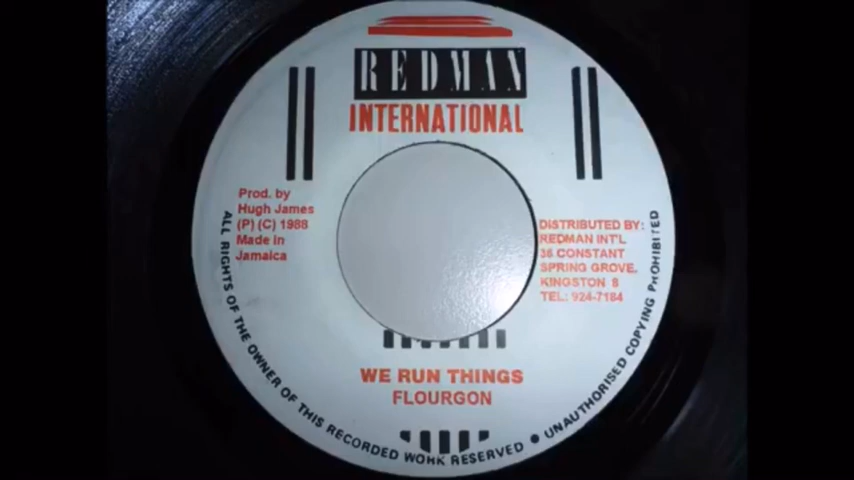 REDMAN
INTERNATIONAL
Prod. by
Hugh James
(P) (C) 1988
Made in
Jamaica
DISTRIBUTED BY:
REDMAN INT'L
36 CONSTANT
SPRING GROVE.
KINGSTON 8
TEL: 924-7184
WE RUN THINGS
FLOURGON
ALL RIGHTS OF THE OWNER OF THIS RECORDED WORK RESERVED ● UNAUTHORISED COPYING PROHIBITED